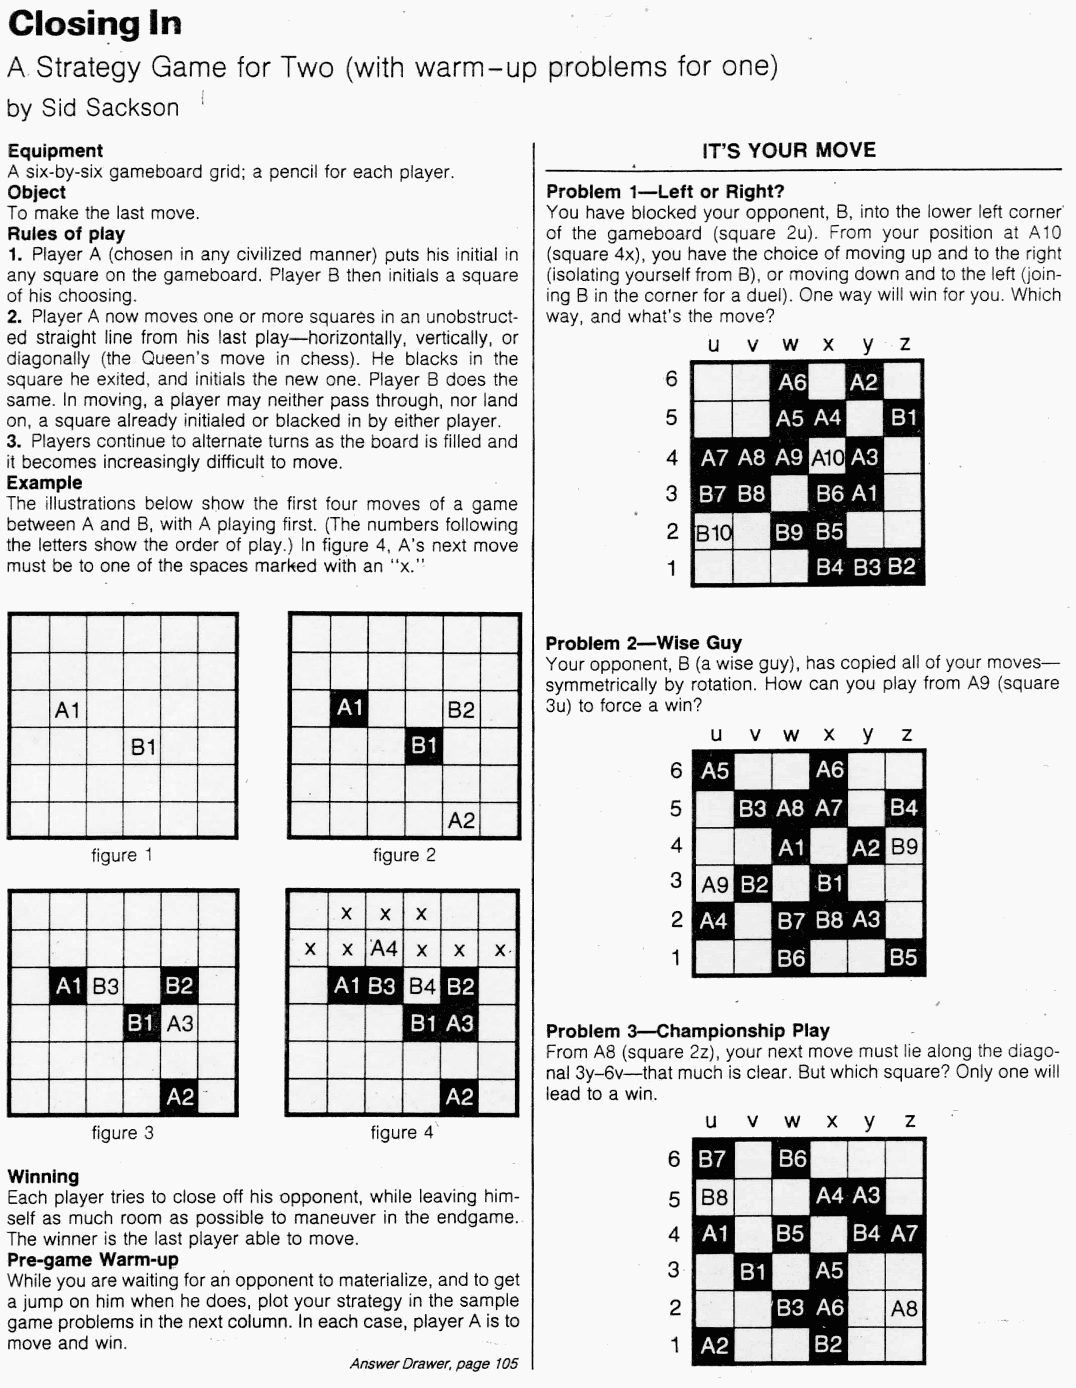 Closing In
A Strategy Game for Two (with warm–up problems for one)
by Sid Sackson
Equipment
A six-by-six gameboard grid; a pencil for each player.
Object
To make the last move.
Rules of play
1. Player A (chosen in any civilized manner) puts his initial in
any square on the gameboard. Player B then initials a square
of his choosing.
2. Player A now moves one or more squares in an unobstruct-
ed straight line from his last play—horizontally, vertically, or
diagonally (the Queen's move in chess). He blacks in the
square he exited, and initials the new one. Player B does the
same. In moving, a player may neither pass through, nor land
on, a square already initialed or blacked in by either player.
3. Players continue to alternate turns as the board is filled and
it becomes increasingly difficult to move.
Example
The illustrations below show the first four moves of a game
between A and B, with A playing first. (The numbers following
the letters show the order of play.) In figure 4, A's next move
must be to one of the spaces marked with an "x."
A1
B1
figure 1
A1 B2
B1
A2
figure 2
A1 B3 B2
B1 A3
A2
figure 3
x x x
x x A4 x x x
A1 B3 B4 B2
B1 A3
A2
figure 4
Winning
Each player tries to close off his opponent, while leaving him-
self as much room as possible to maneuver in the endgame.
The winner is the last player able to move.
Pre-game Warm-up
While you are waiting for an opponent to materialize, and to get
a jump on him when he does, plot your strategy in the sample
game problems in the next column. In each case, player A is to
move and win.
Answer Drawer, page 105
IT'S YOUR MOVE
Problem 1—Left or Right?
You have blocked your opponent, B, into the lower left corner
of the gameboard (square 2u). From your position at A10
(square 4x), you have the choice of moving up and to the right
(isolating yourself from B), or moving down and to the left (join-
ing B in the corner for a duel). One way will win for you. Which
way, and what's the move?
u v w x y z
6 A6 A2
5 A5 A4 B1
4 A7 A8 A9 A10 A3
3 B7 B8 B6 A1
2 B10 B9 B5
1 B4 B3 B2
Problem 2—Wise Guy
Your opponent, B (a wise guy), has copied all of your moves—
symmetrically by rotation. How can you play from A9 (square
3u) to force a win?
u v w x y z
6 A5 A6
5 B3 A8 A7 B4
4 A1 A2 B9
3 A9 B2 B1
2 A4 B7 B8 A3
1 B6 B5
Problem 3—Championship Play
From A8 (square 2z), your next move must lie along the diago-
nal 3y–6v—that much is clear. But which square? Only one will
lead to a win.
u v w x y z
6 B7 B6
5 B8 A4 A3
4 A1 B5 B4 A7
3 B1 A5
2 B3 A6 A8
1 A2 B2